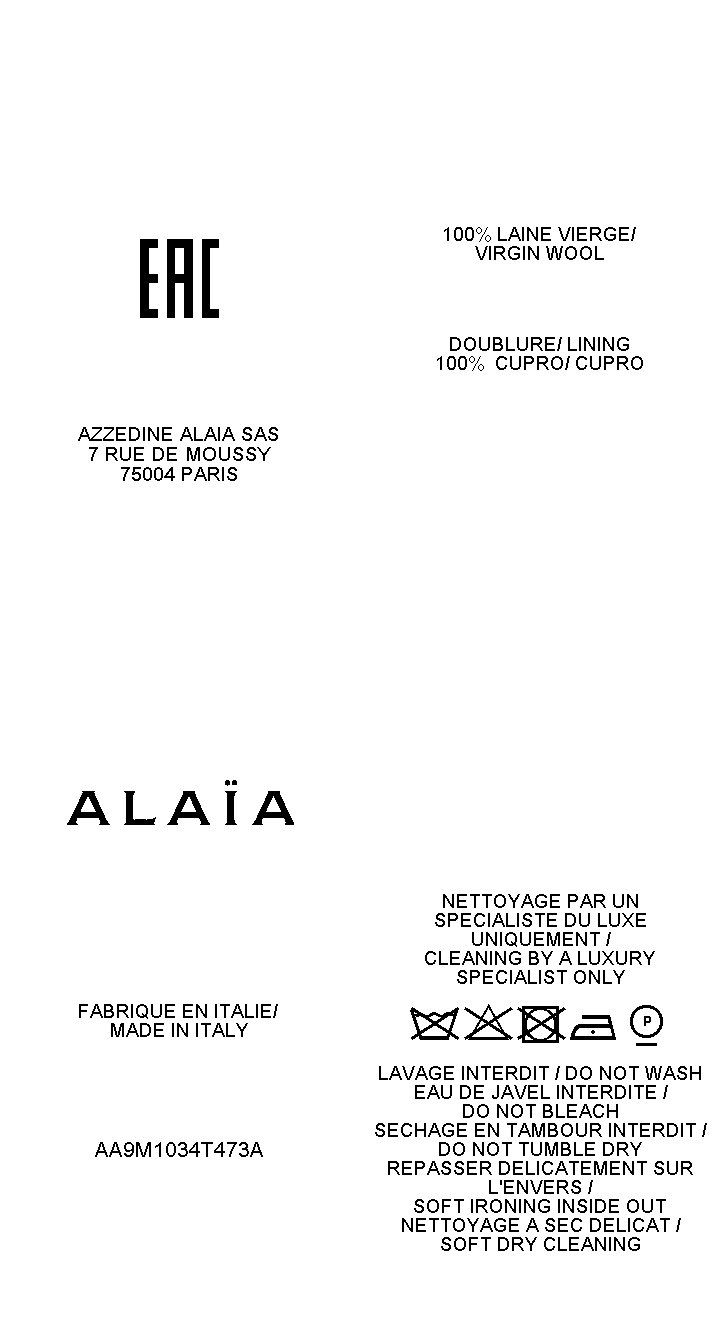 EAC
AZZEDINE ALAIA SAS
7 RUE DE MOUSSY
75004 PARIS
100% LAINE VIERGE/
VIRGIN WOOL
DOUBLURE/ LINING
100% CUPRO/ CUPRO
ALAÏA
FABRIQUE EN ITALIE/
MADE IN ITALY
AA9M1034T473A
NETTOYAGE PAR UN
SPECIALISTE DU LUXE
UNIQUEMENT /
CLEANING BY A LUXURY
SPECIALIST ONLY
P
LAVAGE INTERDIT / DO NOT WASH
EAU DE JAVEL INTERDITE /
DO NOT BLEACH
SECHAGE EN TAMBOUR INTERDIT /
DO NOT TUMBLE DRY
REPASSER DELICATEMENT SUR
L'ENVERS /
SOFT IRONING INSIDE OUT
NETTOYAGE A SEC DELICAT /
SOFT DRY CLEANING